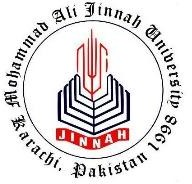 Mohammad Ali Jinnah University
JINNAH
Karachi, Pakistan 1998